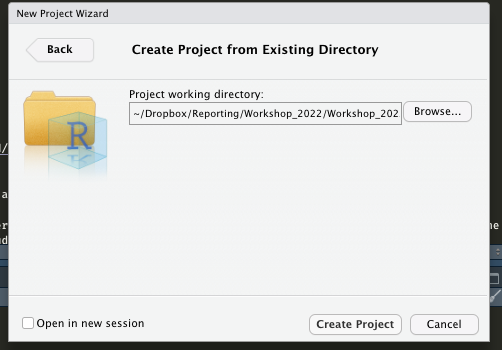 New Project Wizard
Back
Create Project from Existing Directory
Project working directory:
~/Dropbox/Reporting/Workshop_2022/Workshop_202
Browse...
R
Open in new session
Create Project
Cancel